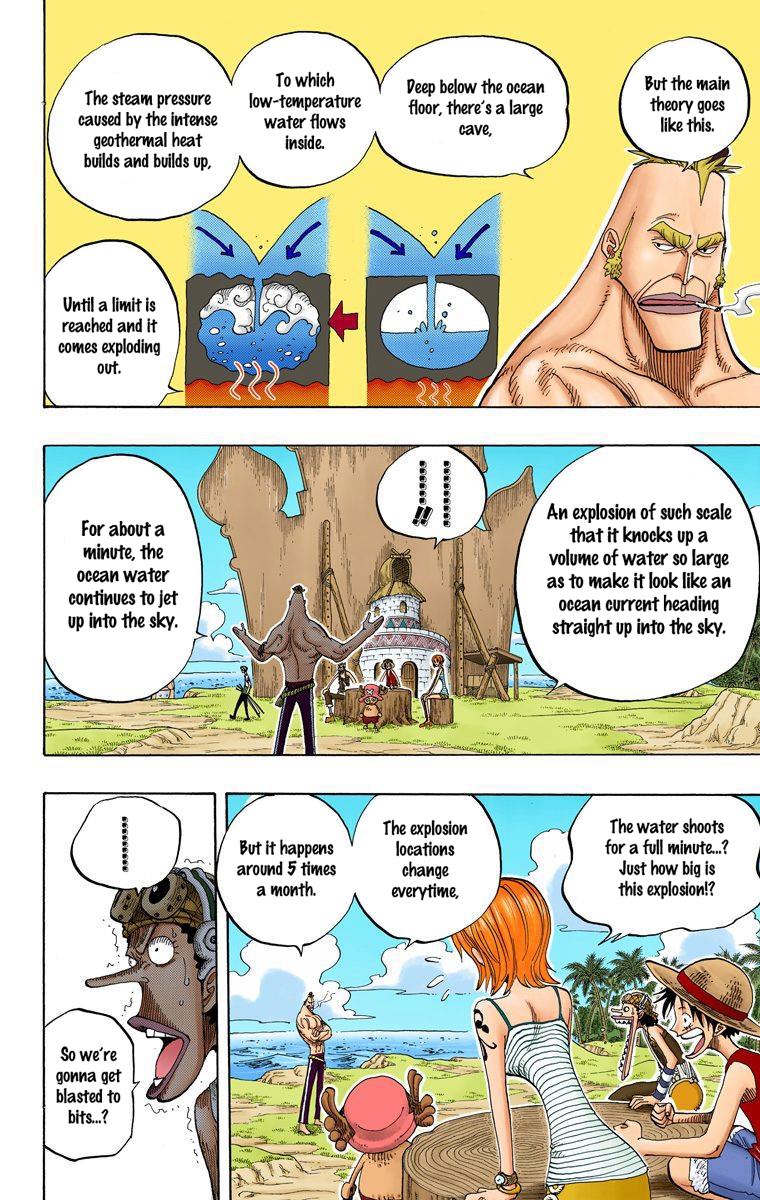 But the main
theory goes
like this.
Deep below the ocean
floor, there's a large
cave,
To which
low-temperature
water flows
inside.
The steam pressure
caused by the intense
geothermal heat
builds and builds up,
Until a limit is
reached and it
comes exploding
out.
An explosion of such scale
that it knocks up a
volume of water so large
as to make it look like an
ocean current heading
straight up into the sky.
.......
.....!!
For about a
minute, the
ocean water
continues to jet
up into the sky.
The water shoots
for a full minute...?
Just how big is
this explosion!?
The explosion
locations
change
everytime,
But it happens
around 5 times
a month.
.......
So we're
gonna get
blasted to
bits...?